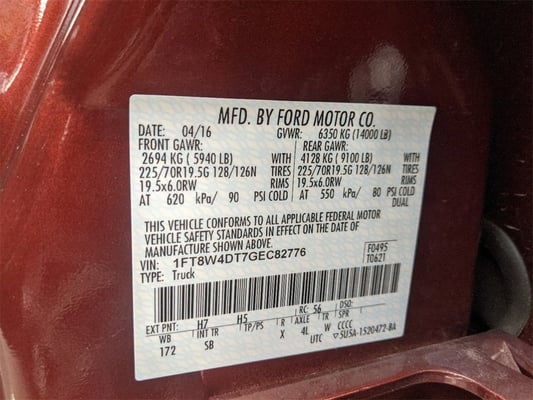 MFD. BY FORD MOTOR CO.
DATE: 04/16 GVWR: 6350 KG (14000 LB)
FRONT GAWR: REAR GAWR:
2694 KG ( 5940 LB) WITH 4128 KG ( 9100 LB) WITH
225/70R19.5G 128/126N TIRES 225/70R19.5G 128/126N TIRES
19.5x6.0RW RIMS 19.5x6.0RW RIMS
AT 620 kPa/ 90 PSI COLD AT 550 kPa/ 80 PSI COLD
DUAL
THIS VEHICLE CONFORMS TO ALL APPLICABLE FEDERAL MOTOR
VEHICLE SAFETY STANDARDS IN EFFECT ON THE DATE OF
MANUFACTURE SHOWN ABOVE.
VIN: 1FT8W4DT7GEC82776 F0495
TYPE: Truck T0621
RC: 56 DSO:
EXT PNT: H7 H5
WB INT TR TP/PS R AXLE TR SPR
172 SB X 4L W CCCC
UTC 5U5A-1520472-BA